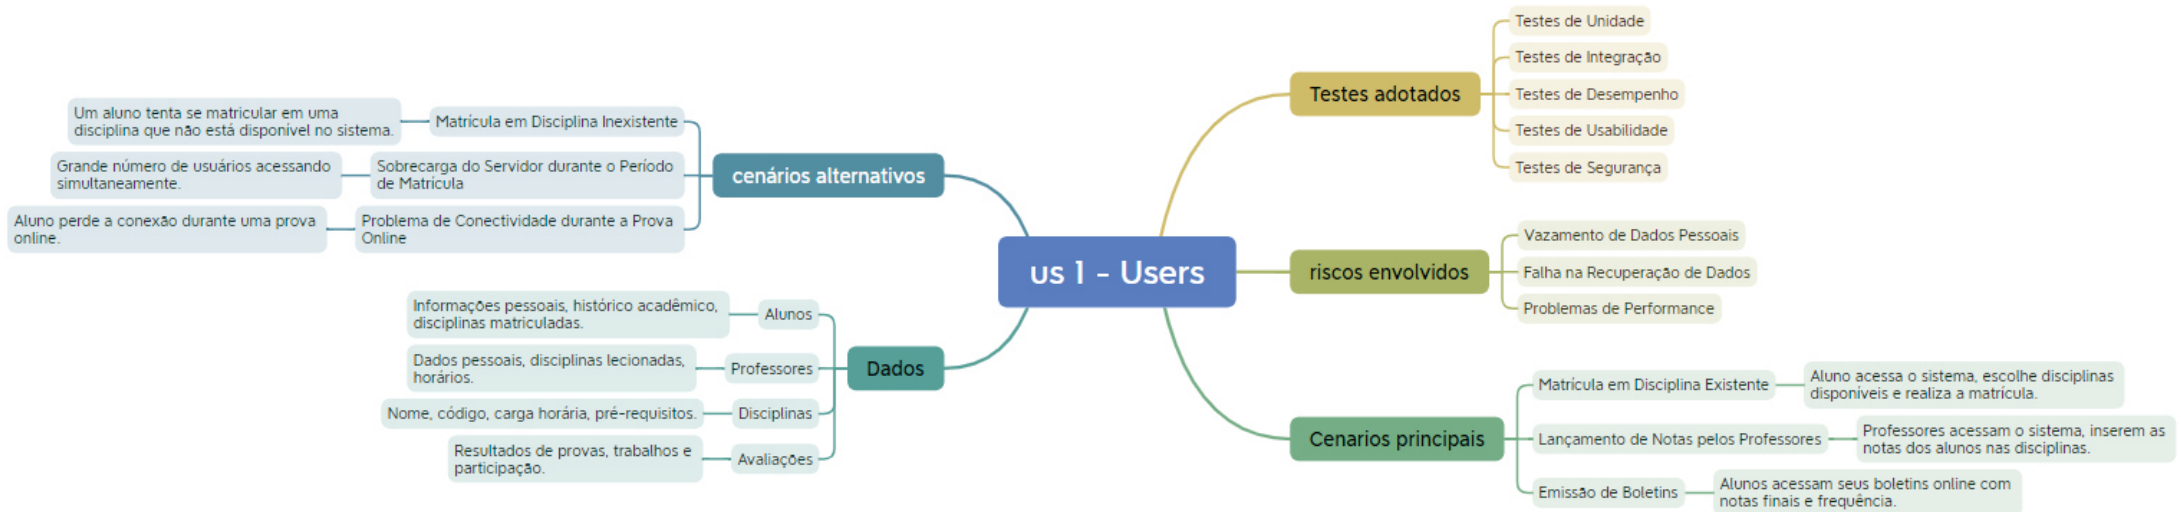 us 1 - Users
Testes adotados
Testes de Unidade
Testes de Integração
Testes de Desempenho
Testes de Usabilidade
Testes de Segurança
riscos envolvidos
Vazamento de Dados Pessoais
Falha na Recuperação de Dados
Problemas de Performance
Cenarios principais
Matrícula em Disciplina Existente
Aluno acessa o sistema, escolhe disciplinas
disponíveis e realiza a matrícula.
Lançamento de Notas pelos Professores
Professores acessam o sistema, inserem as
notas dos alunos nas disciplinas.
Emissão de Boletins
Alunos acessam seus boletins online com
notas finais e frequência.
cenários alternativos
Matrícula em Disciplina Inexistente
Um aluno tenta se matricular em uma
disciplina que não está disponível no sistema.
Sobrecarga do Servidor durante o Período
de Matrícula
Grande número de usuários acessando
simultaneamente.
Problema de Conectividade durante a Prova
Online
Aluno perde a conexão durante uma prova
online.
Dados
Alunos
Informações pessoais, histórico acadêmico,
disciplinas matriculadas.
Professores
Dados pessoais, disciplinas lecionadas,
horários.
Disciplinas
Nome, código, carga horária, pré-requisitos.
Avaliações
Resultados de provas, trabalhos e
participação.